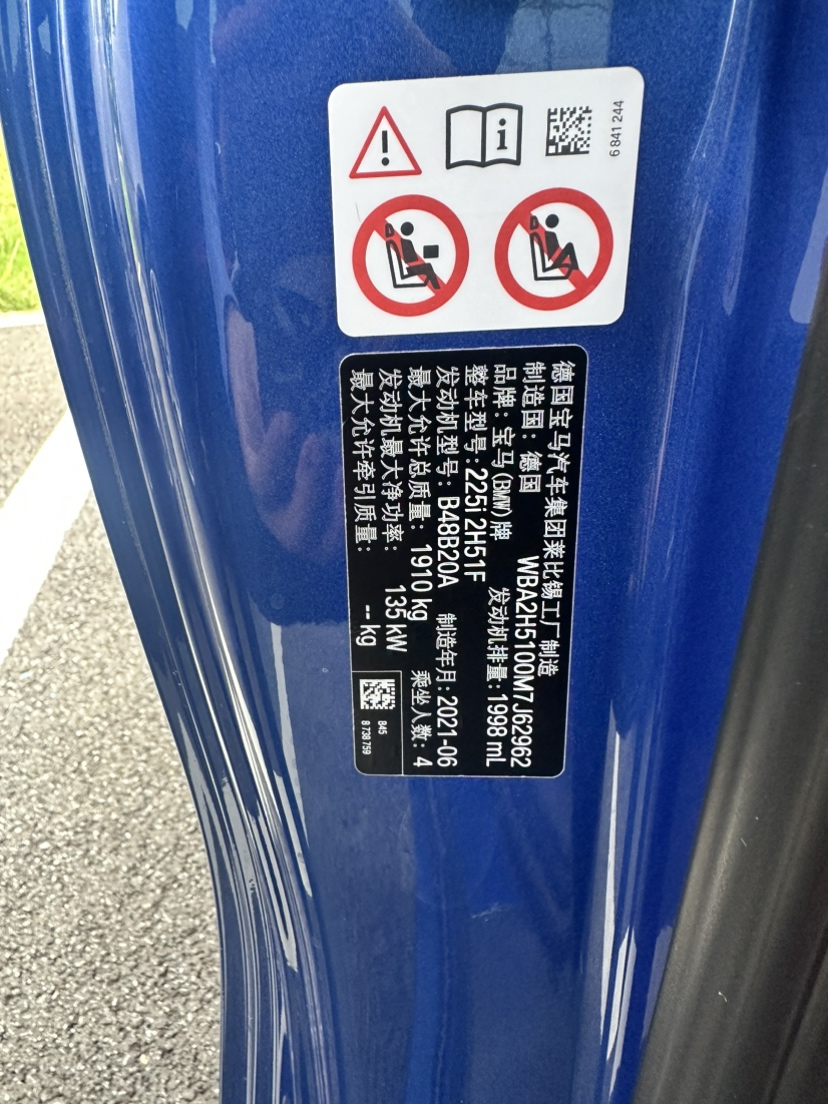 6 841 244
德国宝马汽车集团莱比锡工厂 制造
制造国：德国 WBA2H5100M7J62962
品牌：宝马(BMW)牌 发动机排量：1998 mL
整车型号：225i 2H51F
发动机型号：B48B20A 制造年月：2021-06
最大允许总质量：1910 kg 乘坐人数：4
发动机最大净功率：135 kW
最大允许牵引质量：-- kg
845
8 738 759